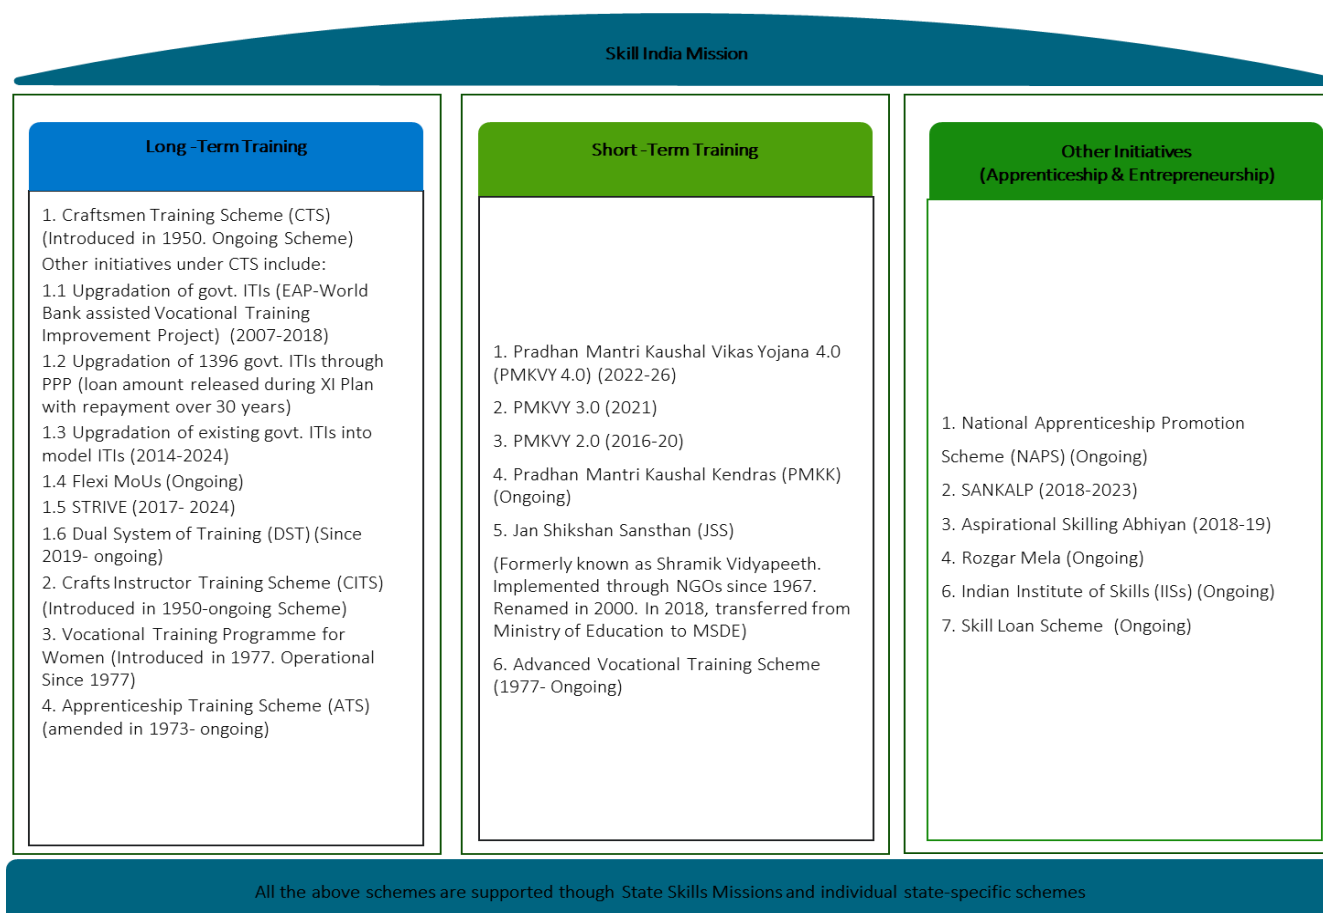 Skill India Mission
Long -Term Training
1. Craftsmen Training Scheme (CTS)
(Introduced in 1950. Ongoing Scheme)
Other initiatives under CTS include:
1.1 Upgradation of govt. ITIs (EAP-World
Bank assisted Vocational Training
Improvement Project) (2007-2018)
1.2 Upgradation of 1396 govt. ITIs through
PPP (loan amount released during XI Plan
with repayment over 30 years)
1.3 Upgradation of existing govt. ITIs into
model ITIs (2014-2024)
1.4 Flexi MoUs (Ongoing)
1.5 STRIVE (2017- 2024)
1.6 Dual System of Training (DST) (Since
2019- ongoing)
2. Crafts Instructor Training Scheme (CITS)
(Introduced in 1950-ongoing Scheme)
3. Vocational Training Programme for
Women (Introduced in 1977. Operational
Since 1977)
4. Apprenticeship Training Scheme (ATS)
(amended in 1973- ongoing)
Short -Term Training
1. Pradhan Mantri Kaushal Vikas Yojana 4.0
(PMKVY 4.0) (2022-26)
2. PMKVY 3.0 (2021)
3. PMKVY 2.0 (2016-20)
4. Pradhan Mantri Kaushal Kendras (PMKK)
(Ongoing)
5. Jan Shikshan Sansthan (JSS)
(Formerly known as Shramik Vidyapeeth.
Implemented through NGOs since 1967.
Renamed in 2000. In 2018, transferred from
Ministry of Education to MSDE)
6. Advanced Vocational Training Scheme
(1977- Ongoing)
Other Initiatives
(Apprenticeship & Entrepreneurship)
1. National Apprenticeship Promotion
Scheme (NAPS) (Ongoing)
2. SANKALP (2018-2023)
3. Aspirational Skilling Abhiyan (2018-19)
4. Rozgar Mela (Ongoing)
6. Indian Institute of Skills (IISs) (Ongoing)
7. Skill Loan Scheme (Ongoing)
All the above schemes are supported though State Skills Missions and individual state-specific schemes